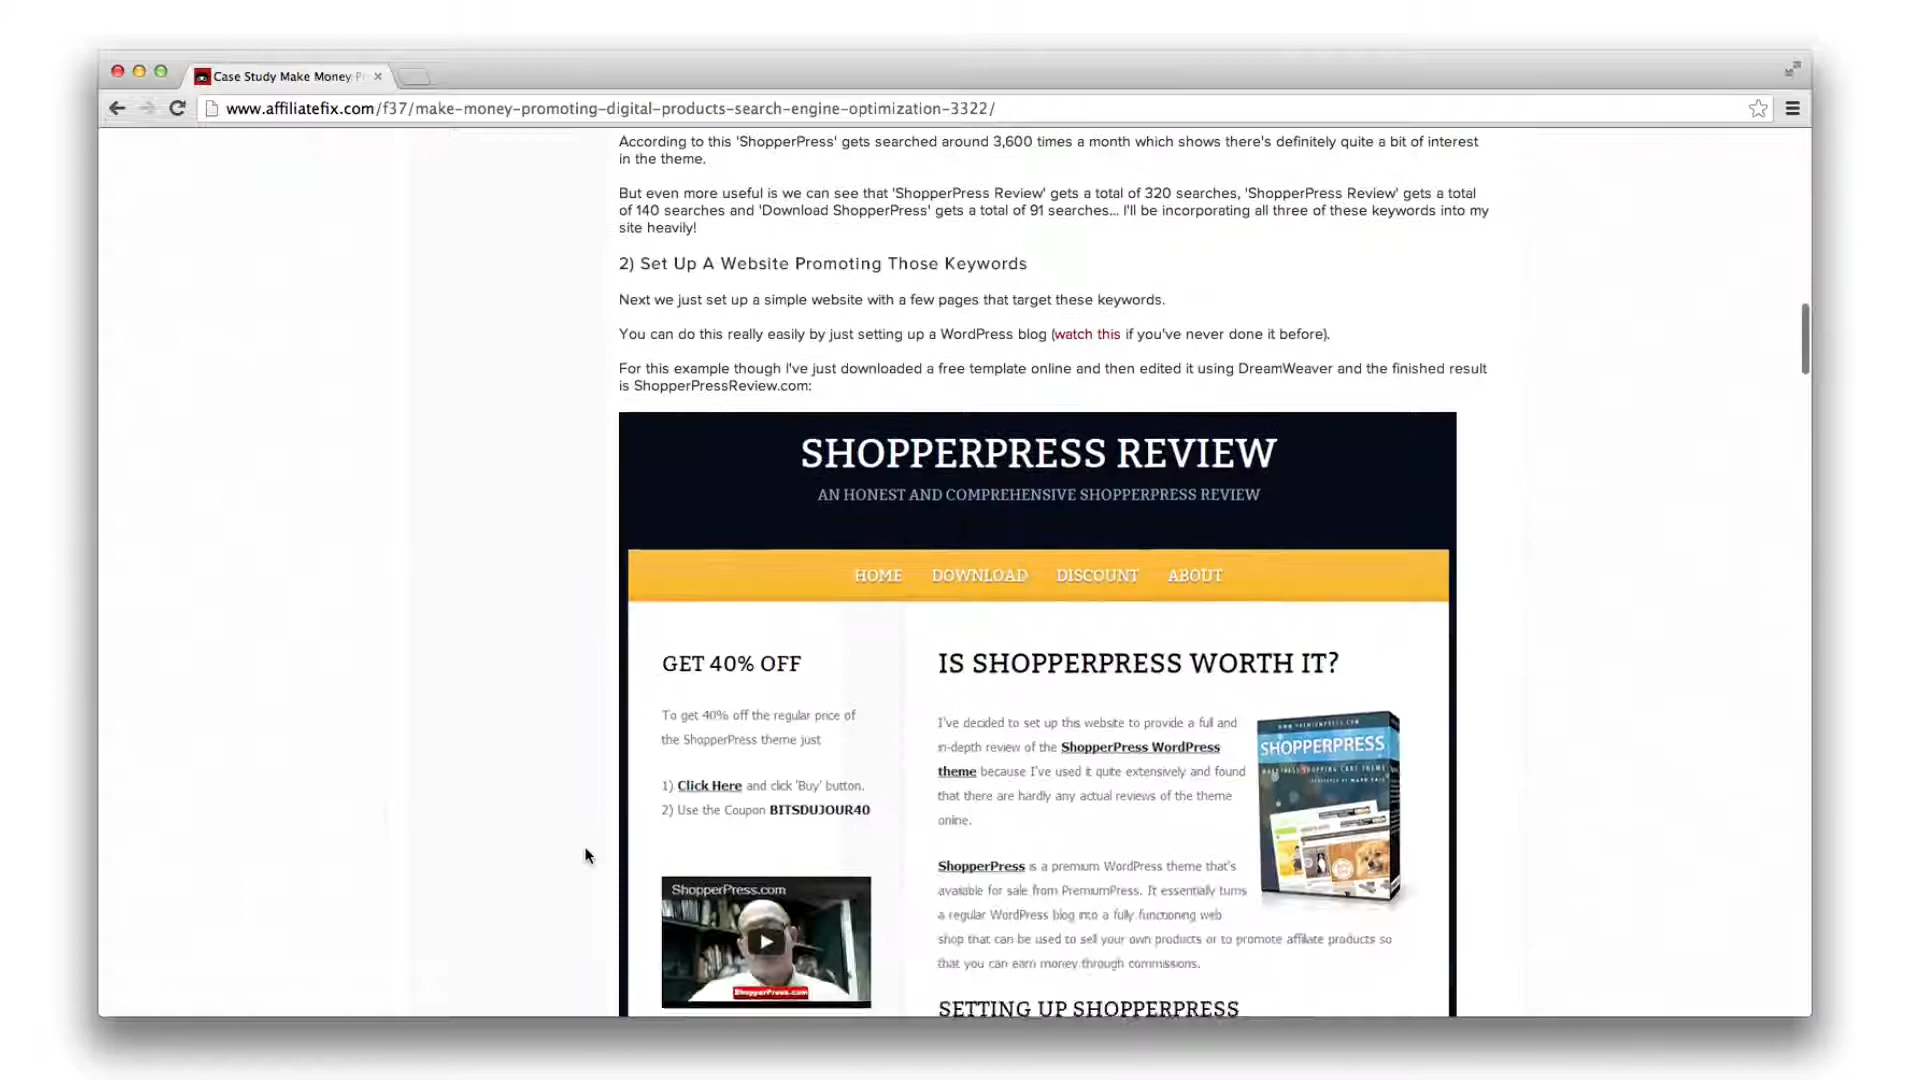 Case Study Make Money Pr
www.affiliatefix.com/f37/make-money-promoting-digital-products-search-engine-optimization-3322/
According to this 'ShopperPress' gets searched around 3,600 times a month which shows there's definitely quite a bit of interest
in the theme.
But even more useful is we can see that 'ShopperPress Review' gets a total of 320 searches, 'ShopperPress Review' gets a total
of 140 searches and 'Download ShopperPress' gets a total of 91 searches... I'll be incorporating all three of these keywords into my
site heavily!
2) Set Up A Website Promoting Those Keywords
Next we just set up a simple website with a few pages that target these keywords.
You can do this really easily by just setting up a WordPress blog (watch this if you've never done it before).
For this example though I've just downloaded a free template online and then edited it using DreamWeaver and the finished result
is ShopperPressReview.com:
SHOPPERPRESS REVIEW
AN HONEST AND COMPREHENSIVE SHOPPERPRESS REVIEW
HOME DOWNLOAD DISCOUNT ABOUT
GET 40% OFF
To get 40% off the regular price of
the ShopperPress theme just
1) Click Here and click 'Buy' button.
2) Use the Coupon BITSDUJOUR40
ShopperPress.com
ShopperPress.com
IS SHOPPERPRESS WORTH IT?
I've decided to set up this website to provide a full and
in-depth review of the ShopperPress WordPress
theme because I've used it quite extensively and found
that there are hardly any actual reviews of the theme
online.
WWW.PREMIUMPRESS.COM
SHOPPERPRESS
ShopperPress is a premium WordPress theme that's
available for sale from PremiumPress. It essentially turns
a regular WordPress blog into a fully functioning web
shop that can be used to sell your own products or to promote affiliate products so
that you can earn money through commissions.
SETTING UP SHOPPERPRESS